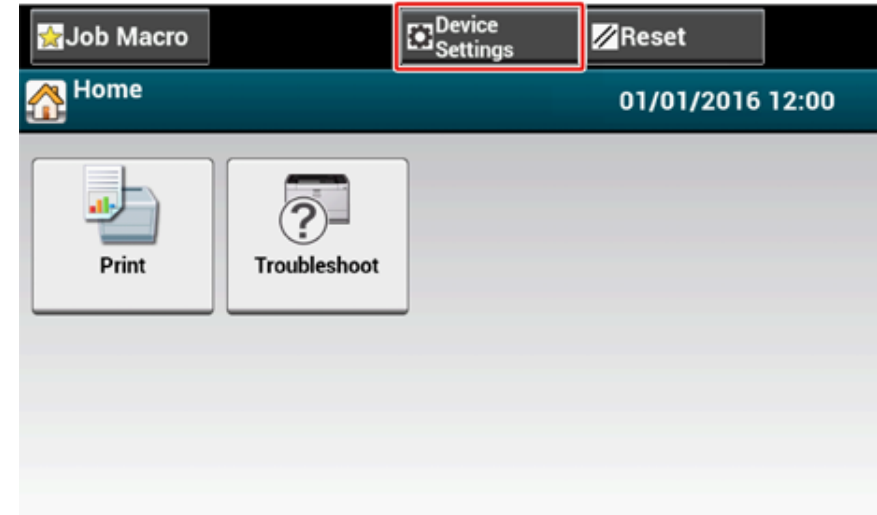 Job Macro
Device
Settings
Reset
Home
01/01/2016 12:00
Print
Troubleshoot